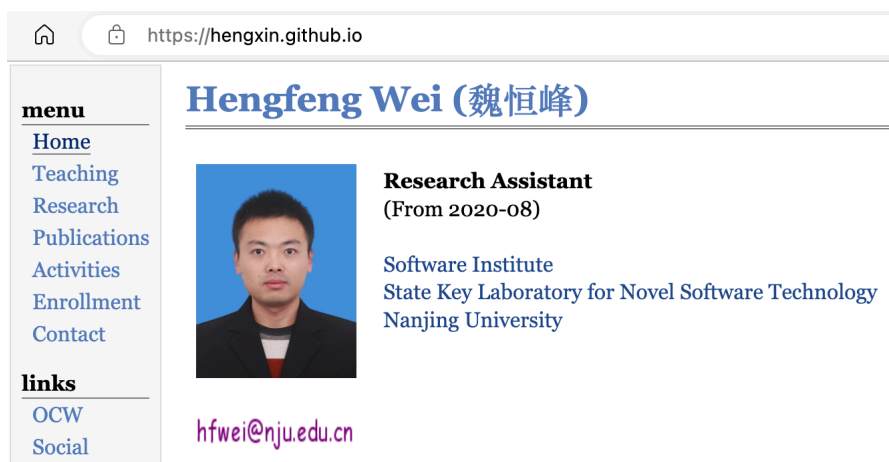 https://hengxin.github.io
menu
Home
Teaching
Research
Publications
Activities
Enrollment
Contact
links
OCW
Social
Hengfeng Wei (魏恒峰)
Research Assistant
(From 2020-08)
Software Institute
State Key Laboratory for Novel Software Technology
Nanjing University
hfwei@nju.edu.cn